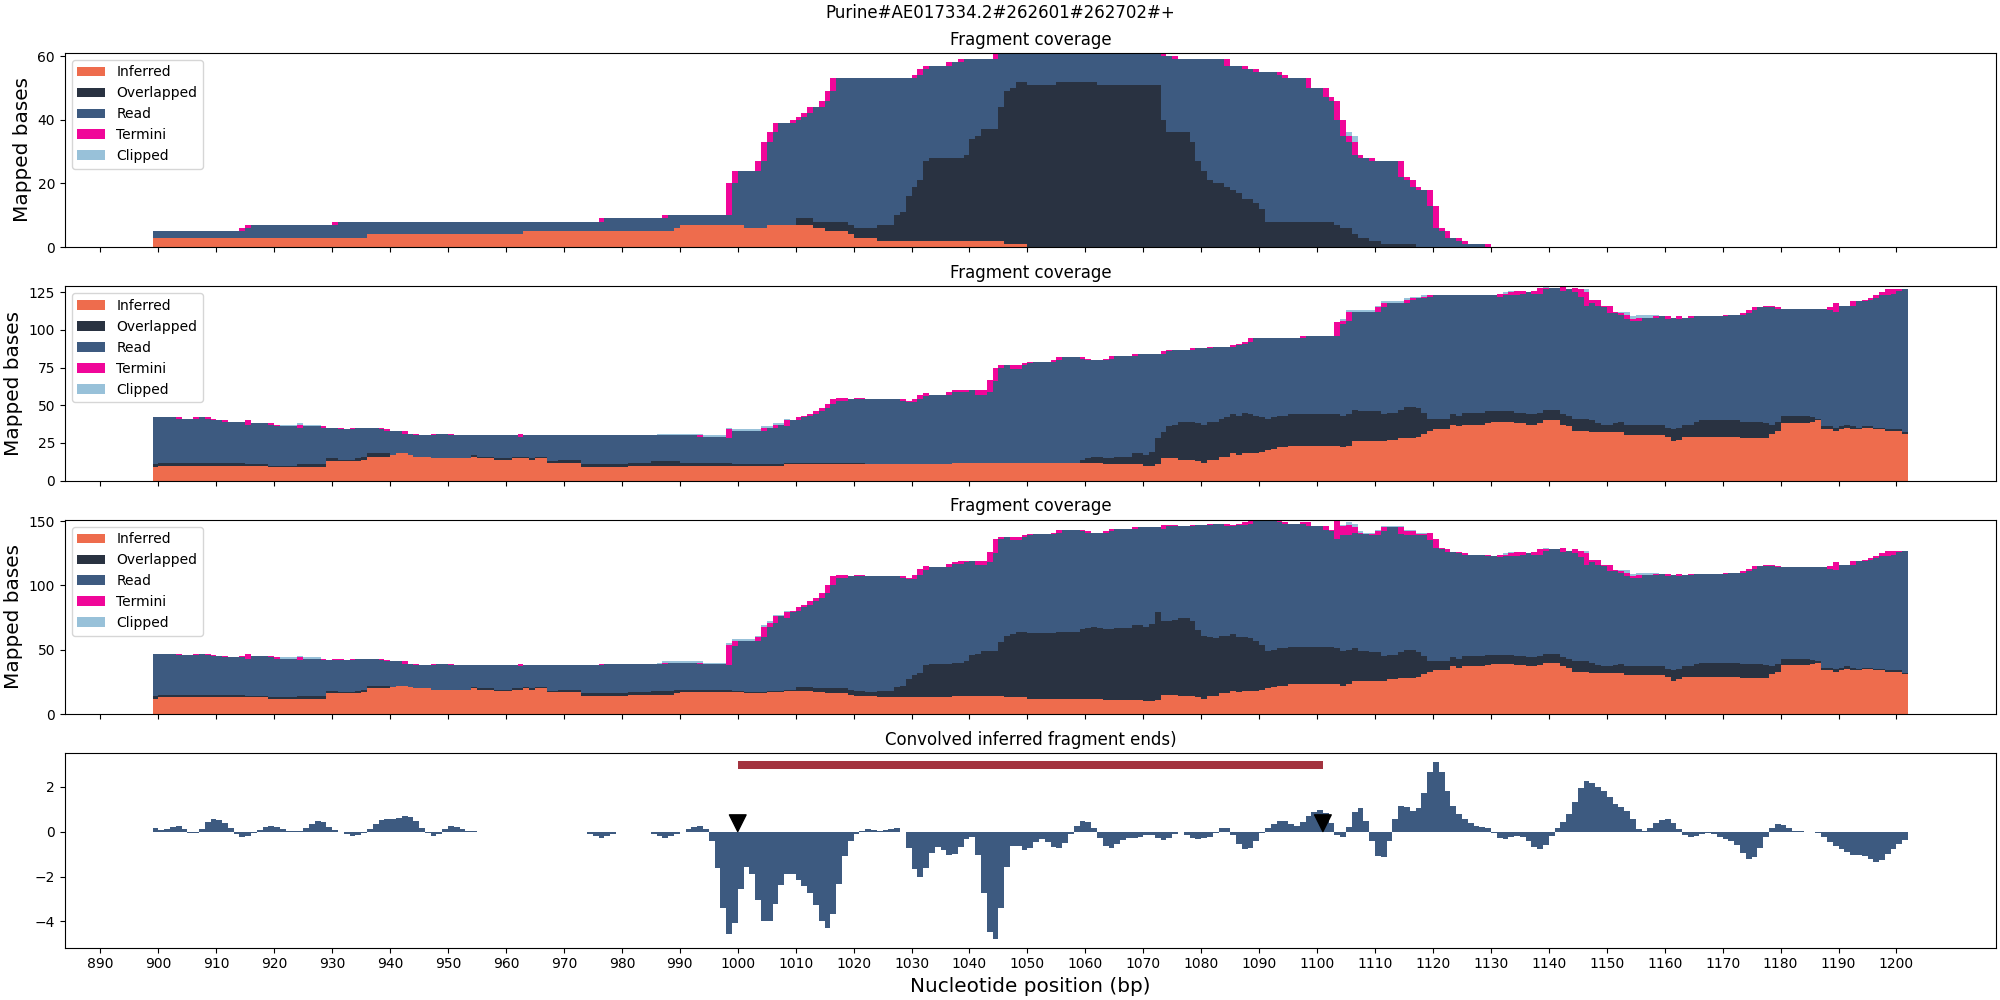 Purine#AE017334.2#262601#262702#+
Fragment coverage
Mapped bases
60
40
20
0
Inferred
Overlapped
Read
Termini
Clipped
Fragment coverage
Mapped bases
125
100
75
50
25
0
Inferred
Overlapped
Read
Termini
Clipped
Fragment coverage
Mapped bases
150
100
50
0
Inferred
Overlapped
Read
Termini
Clipped
Convolved inferred fragment ends)
2
0
−2
−4
890 900 910 920 930 940 950 960 970 980 990 1000 1010 1020 1030 1040 1050 1060 1070 1080 1090 1100 1110 1120 1130 1140 1150 1160 1170 1180 1190 1200
Nucleotide position (bp)